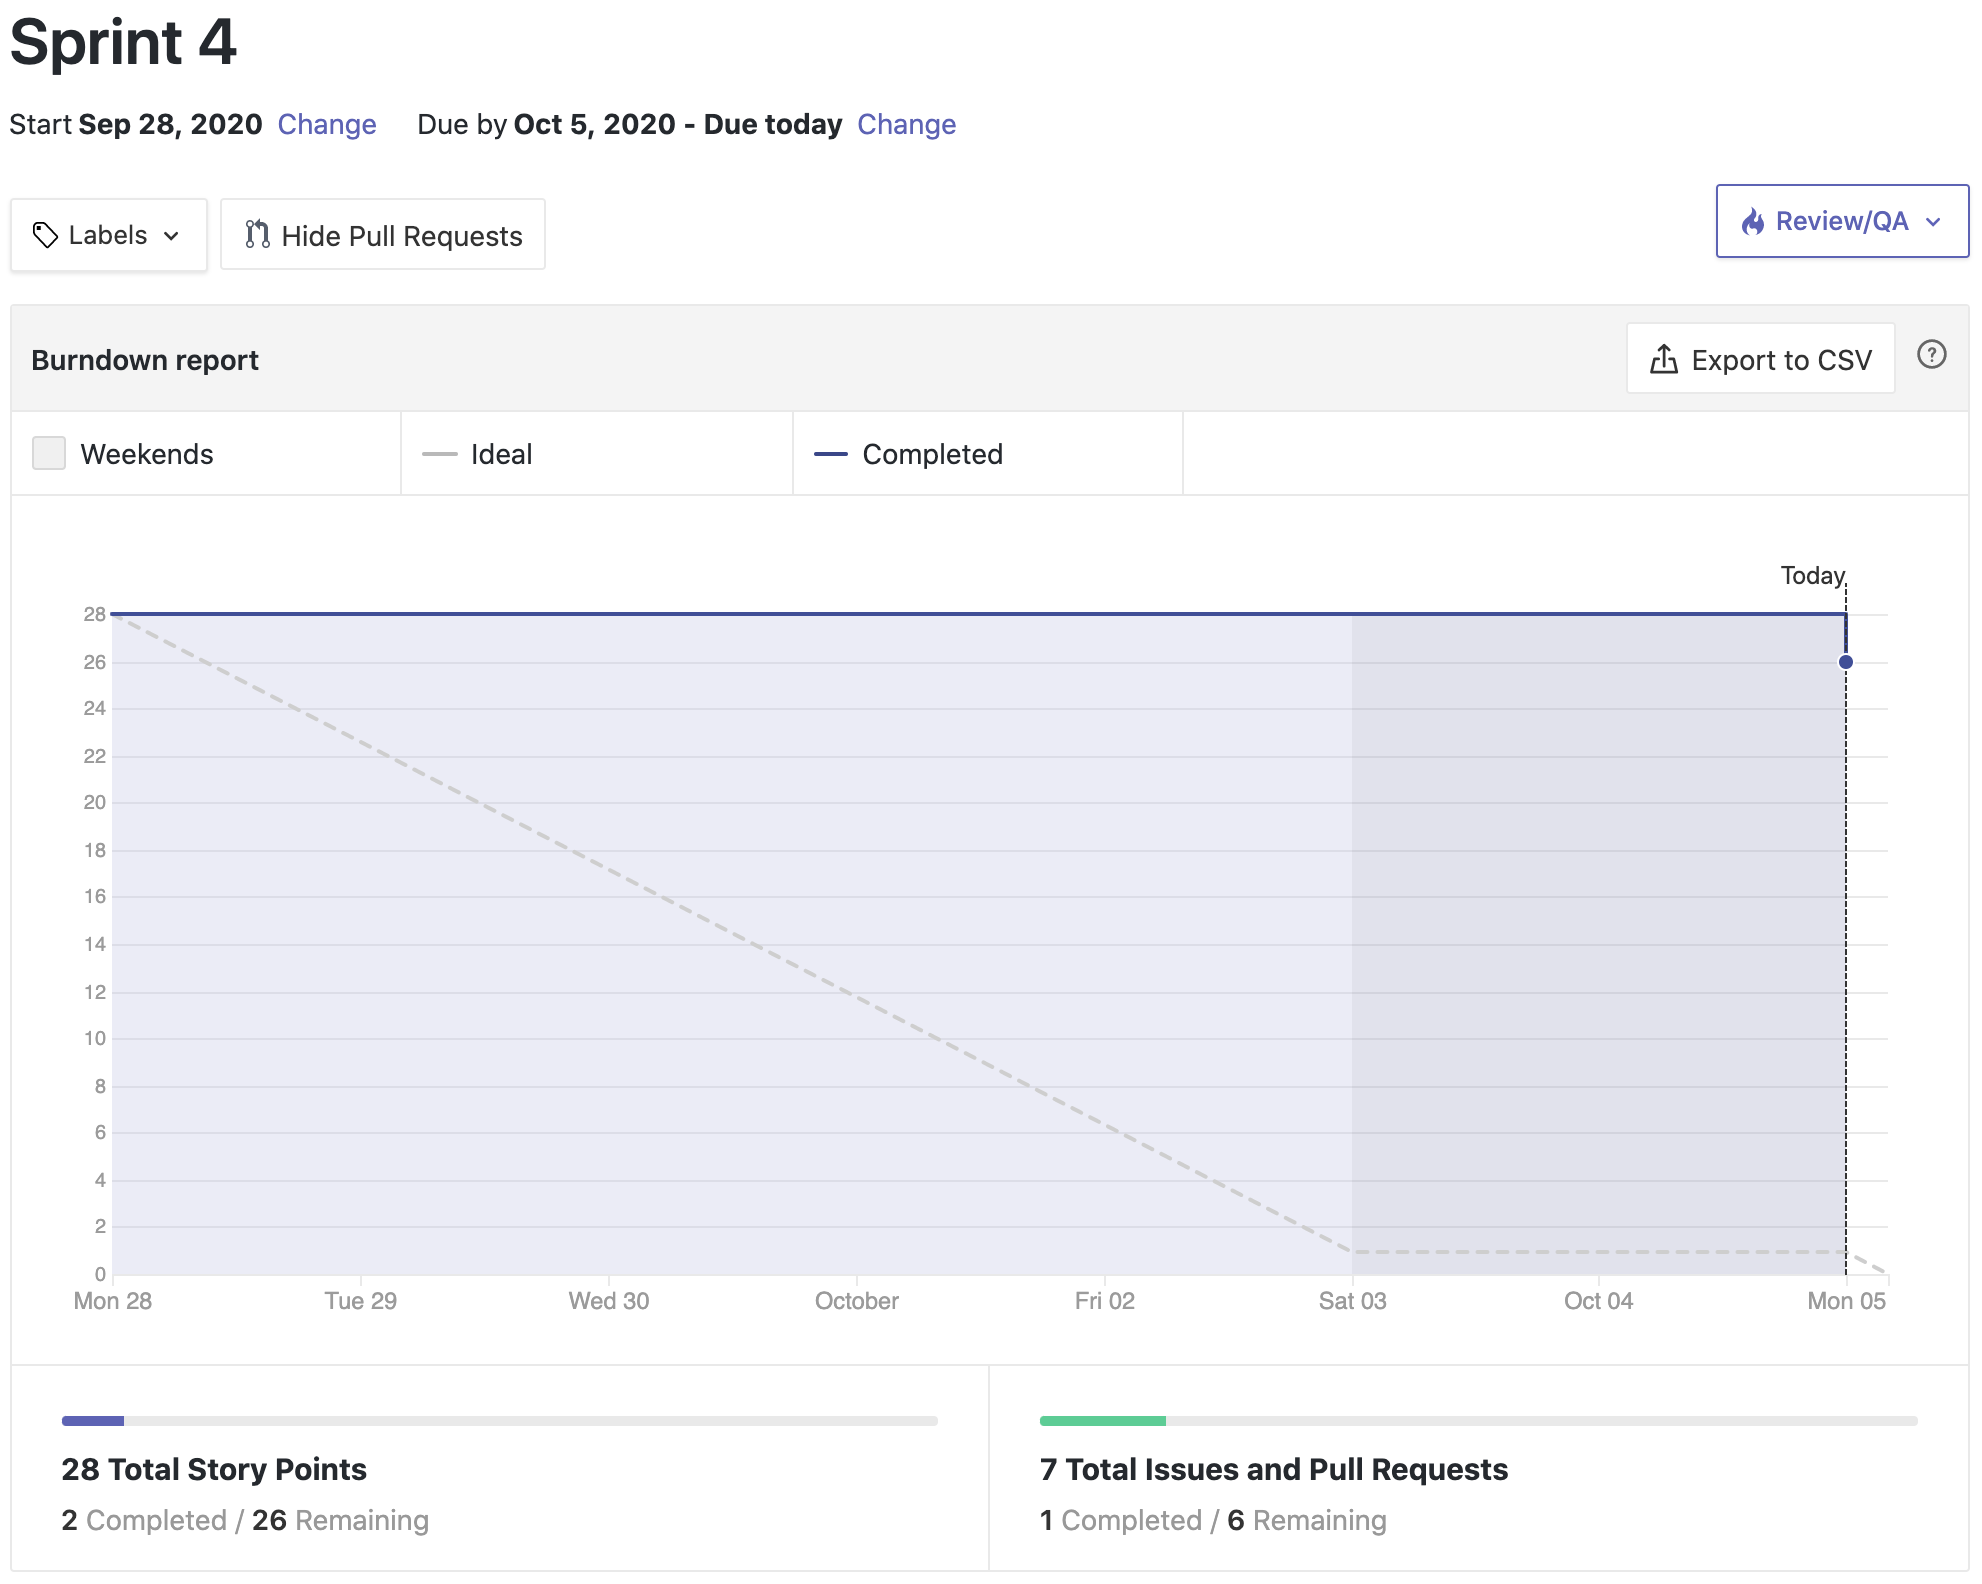 Sprint 4
Start Sep 28, 2020 Change Due by Oct 5, 2020 - Due today Change
Labels Hide Pull Requests Review/QA
Burndown report Export to CSV ?
Weekends Ideal Completed
Today
28
26
24
22
20
18
16
14
12
10
8
6
4
2
0
Mon 28 Tue 29 Wed 30 October Fri 02 Sat 03 Oct 04 Mon 05
28 Total Story Points
2 Completed / 26 Remaining
7 Total Issues and Pull Requests
1 Completed / 6 Remaining